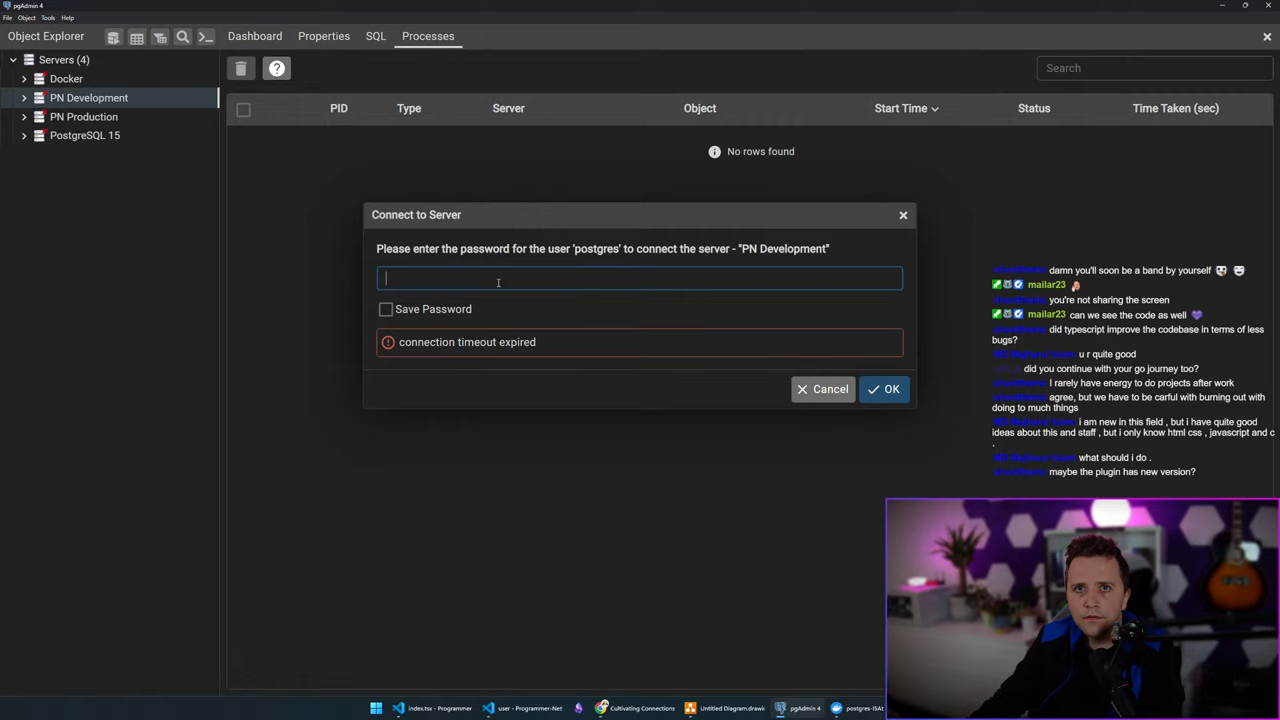 pgAdmin 4
File Object Tools Help
Object Explorer
Dashboard Properties SQL Processes
Servers (4)
Docker
PN Development
PN Production
PostgreSQL 15
Search
PID Type Server Object Start Time Status Time Taken (sec)
No rows found
Connect to Server
Please enter the password for the user 'postgres' to connect the server - "PN Development"
Save Password
connection timeout expired
Cancel OK
damn you'll soon be a band by yourself
mailar23
you're not sharing the screen
mailar23 can we see the code as well
did typescript improve the codebase in terms of less
bugs?
u r quite good
did you continue with your go journey too?
I rarely have energy to do projects after work
agree, but we have to be carful with burning out with
doing to much things
i am new in this field , but i have quite good
ideas about this and staff , but i only know html css , javascript and c
.
what should i do .
maybe the plugin has new version?
index.tsx - Programmer
user - Programmer-Net
Cultivating Connections
Untitled Diagram.drawi
pgAdmin 4
postgres-ISAt